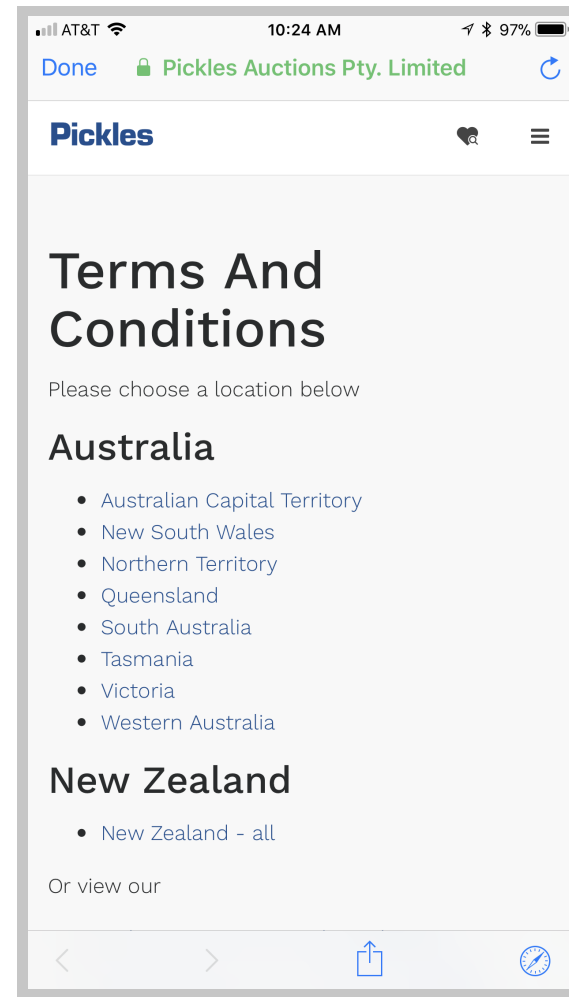 AT&T 10:24 AM 97%
Done Pickles Auctions Pty. Limited
Pickles
Terms And
Conditions
Please choose a location below
Australia
• Australian Capital Territory
• New South Wales
• Northern Territory
• Queensland
• South Australia
• Tasmania
• Victoria
• Western Australia
New Zealand
• New Zealand - all
Or view our